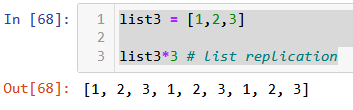 In [68]: 1 list3 = [1,2,3]
2
3 list3*3 # list replication
Out[68]: [1, 2, 3, 1, 2, 3, 1, 2, 3]